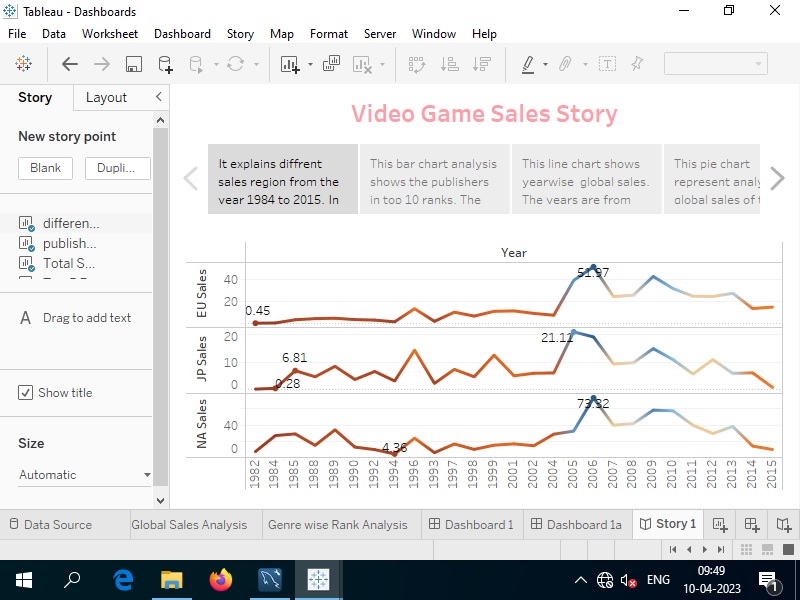 Tableau - Dashboards
File Data Worksheet Dashboard Story Map Format Server Window Help
Story Layout
New story point
Blank Dupli...
differen...
publish...
Total S...
A Drag to add text
Show title
Size
Automatic
Video Game Sales Story
It explains diffrent
sales region from the
year 1984 to 2015. In
This bar chart analysis
shows the publishers
in top 10 ranks. The
This line chart shows
yearwise global sales.
The years are from
This pie chart
represent analy
global sales of t
Year
EU Sales
40
20
0.45
51.97
JP Sales
20
10
0
6.81
0.28
21.11
NA Sales
40
0
4.36
73.32
1982 1984 1985 1988 1989 1990 1992 1994 1996 1993 1997 1998 1999 2001 2002 2004 2005 2006 2007 2008 2009 2010 2011 2012 2013 2014 2015
Data Source Global Sales Analysis Genre wise Rank Analysis Dashboard 1 Dashboard 1a Story 1
ENG
09:49
10-04-2023
1